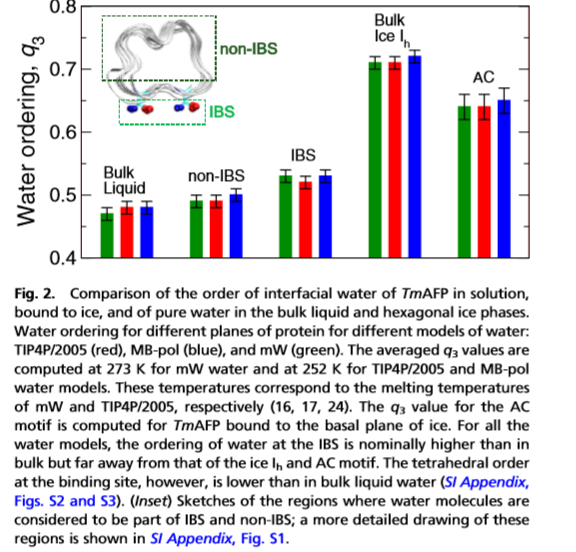 0.8
0.7
0.6
0.5
0.4
Water ordering, q3
non-IBS
IBS
Bulk
Liquid
non-IBS
IBS
Bulk
Ice Ih
AC
Fig. 2. Comparison of the order of interfacial water of TmAFP in solution,
bound to ice, and of pure water in the bulk liquid and hexagonal ice phases.
Water ordering for different planes of protein for different models of water:
TIP4P/2005 (red), MB-pol (blue), and mW (green). The averaged q3 values are
computed at 273 K for mW water and at 252 K for TIP4P/2005 and MB-pol
water models. These temperatures correspond to the melting temperatures
of mW and TIP4P/2005, respectively (16, 17, 24). The q3 value for the AC
motif is computed for TmAFP bound to the basal plane of ice. For all the
water models, the ordering of water at the IBS is nominally higher than in
bulk but far away from that of the ice Ih and AC motif. The tetrahedral order
at the binding site, however, is lower than in bulk liquid water (SI Appendix,
Figs. S2 and S3). (Inset) Sketches of the regions where water molecules are
considered to be part of IBS and non-IBS; a more detailed drawing of these
regions is shown in SI Appendix, Fig. S1.